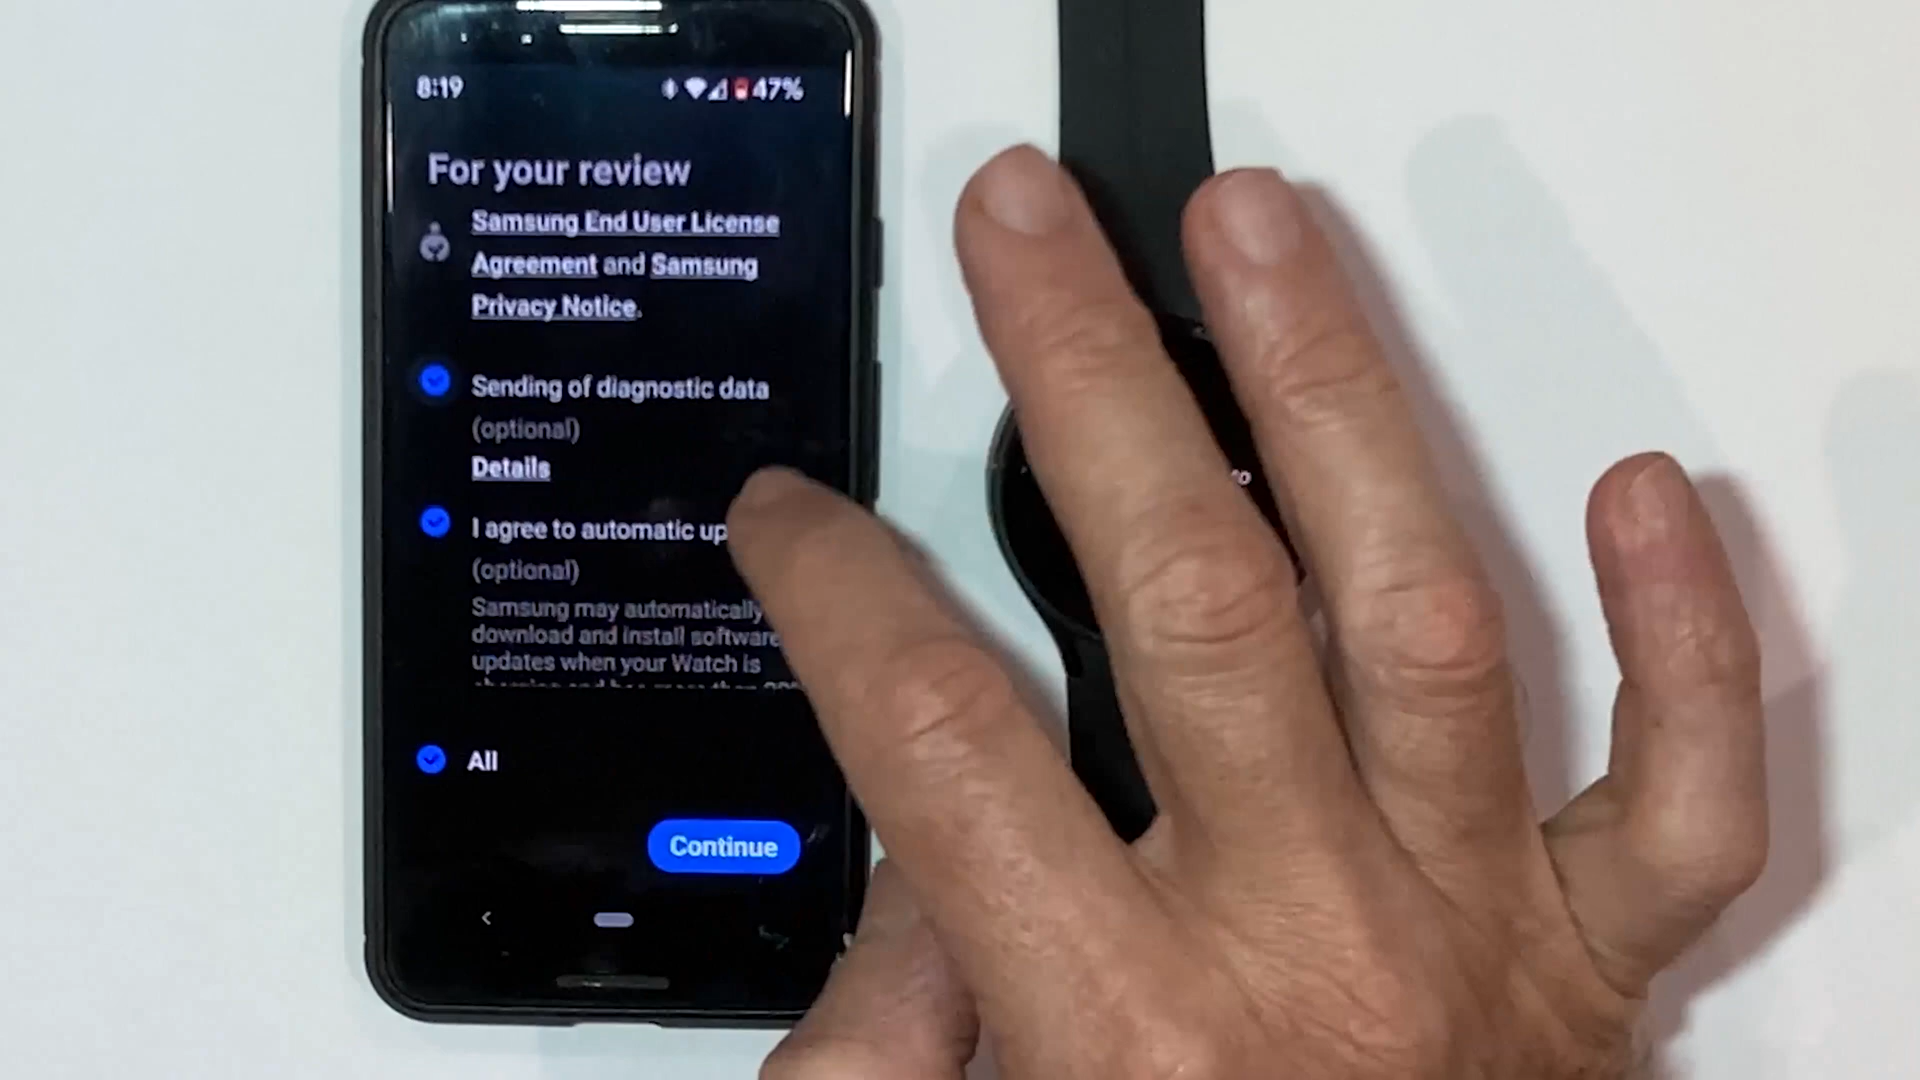 8:19 47%
For your review
Samsung End User License
Agreement and Samsung
Privacy Notice.
Sending of diagnostic data
(optional)
Details
I agree to automatic up
(optional)
Samsung may automatically
download and install software
updates when your Watch is
All
Continue